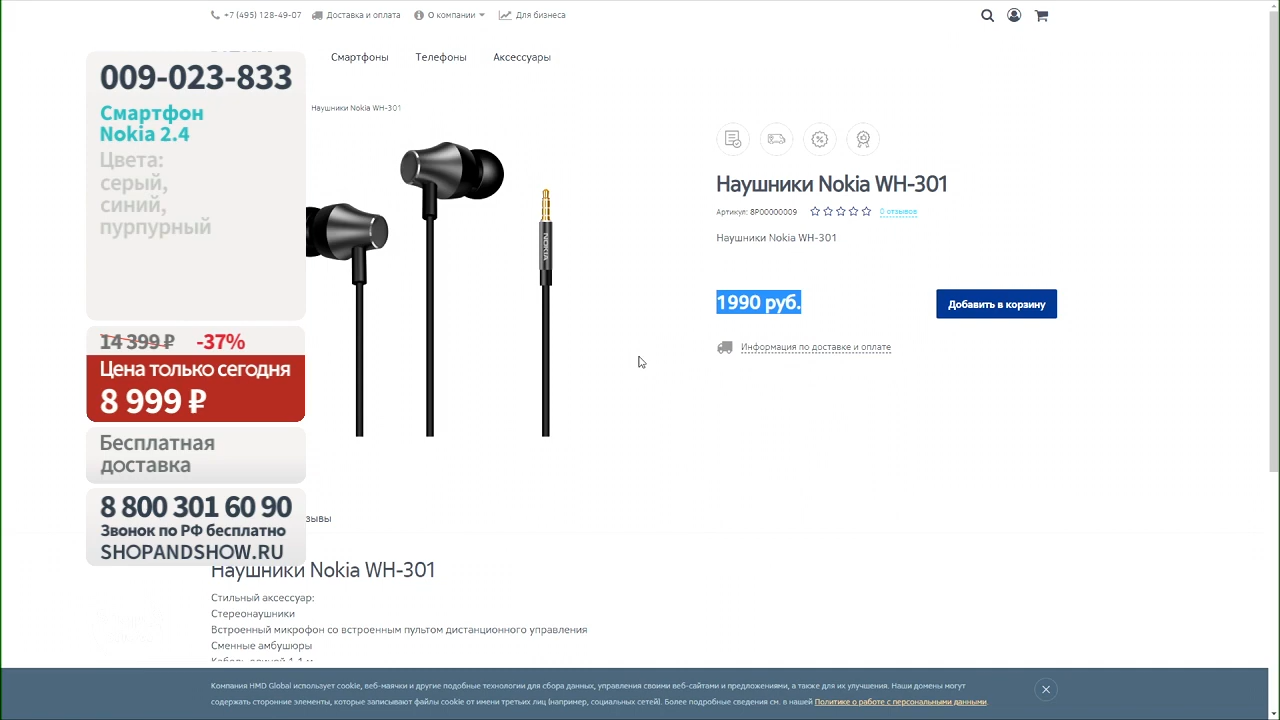 +7 (495) 128-49-07 Доставка и оплата О компании Для бизнеса
Смартфоны Телефоны Аксессуары
009-023-833
Смартфон
Nokia 2.4
Цвета:
серый,
синий,
пурпурный
14 399 ₽ -37%
Цена только сегодня
8 999 ₽
Бесплатная
доставка
8 800 301 60 90
Звонок по РФ бесплатно
SHOPANDSHOW.RU
Наушники Nokia WH-301
NOKIA
Наушники Nokia WH-301
Артикул: 8P00000009 0 отзывов
Наушники Nokia WH-301
1990 руб. Добавить в корзину
Информация по доставке и оплате
Наушники Nokia WH-301
Стильный аксессуар:
Стереонаушники
Встроенный микрофон со встроенным пультом дистанционного управления
Сменные амбушюры
Кабель длиной 1,1 м
Компания HMD Global использует cookie, веб-маячки и другие подобные технологии для сбора данных, управления своими веб-сайтами и предложениями, а также для их улучшения. Наши домены могут
содержать сторонние элементы, которые записывают файлы cookie от имени третьих лиц (например, социальных сетей). Более подробные сведения см. в нашей Политике о работе с персональными данными.